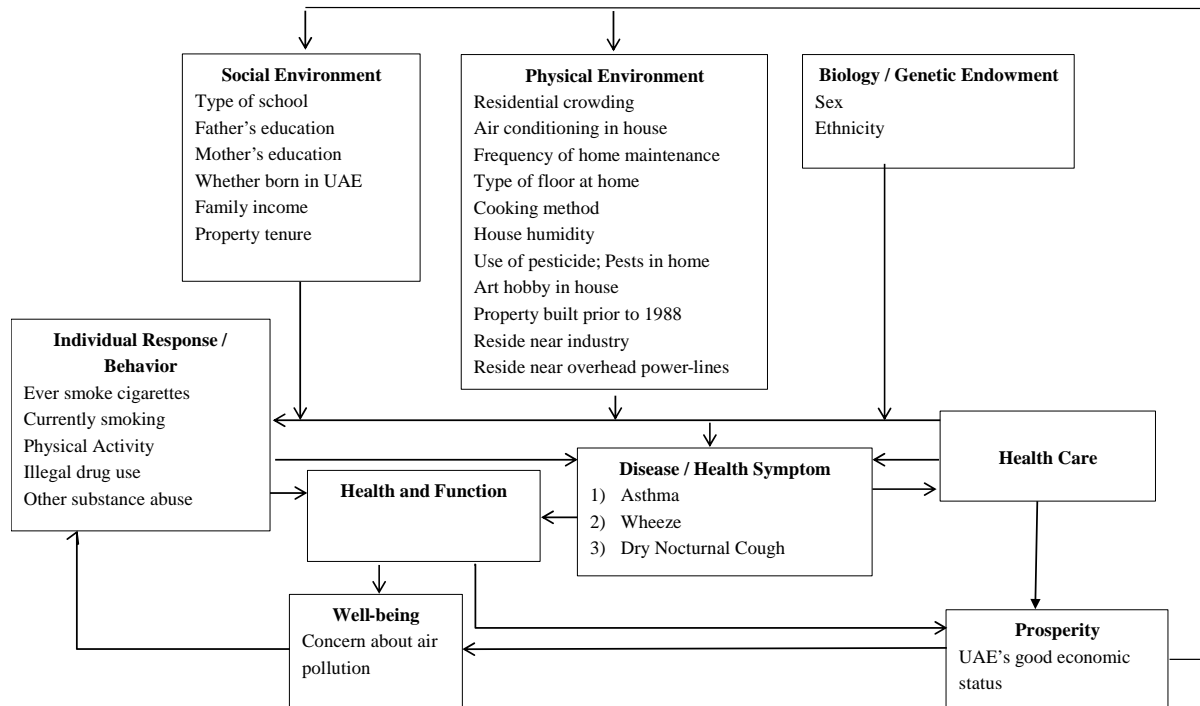 Social Environment
Type of school
Father's education
Mother's education
Whether born in UAE
Family income
Property tenure
Physical Environment
Residential crowding
Air conditioning in house
Frequency of home maintenance
Type of floor at home
Cooking method
House humidity
Use of pesticide; Pests in home
Art hobby in house
Property built prior to 1988
Reside near industry
Reside near overhead power-lines
Biology / Genetic Endowment
Sex
Ethnicity
Individual Response /
Behavior
Ever smoke cigarettes
Currently smoking
Physical Activity
Illegal drug use
Other substance abuse
Health and Function
Disease / Health Symptom
1) Asthma
2) Wheeze
3) Dry Nocturnal Cough
Health Care
Well-being
Concern about air
pollution
Prosperity
UAE's good economic
status